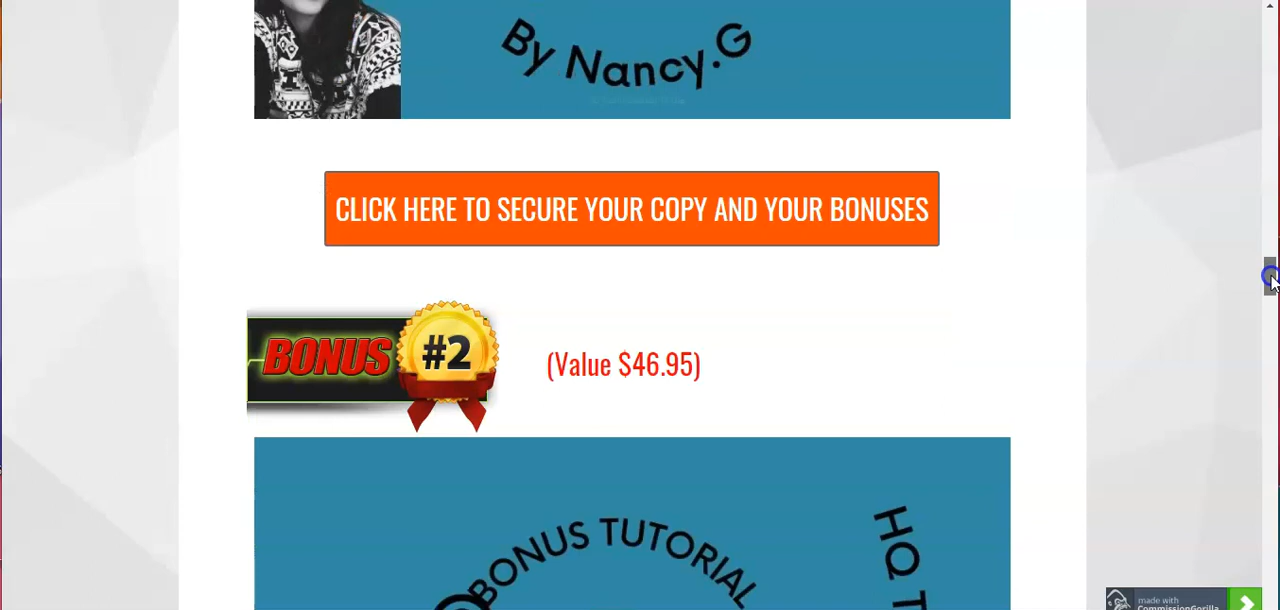 By Nancy.G
CLICK HERE TO SECURE YOUR COPY AND YOUR BONUSES
BONUS #2
(Value $46.95)
BONUS TUTORIAL
HQ
made with
CommissionGorilla